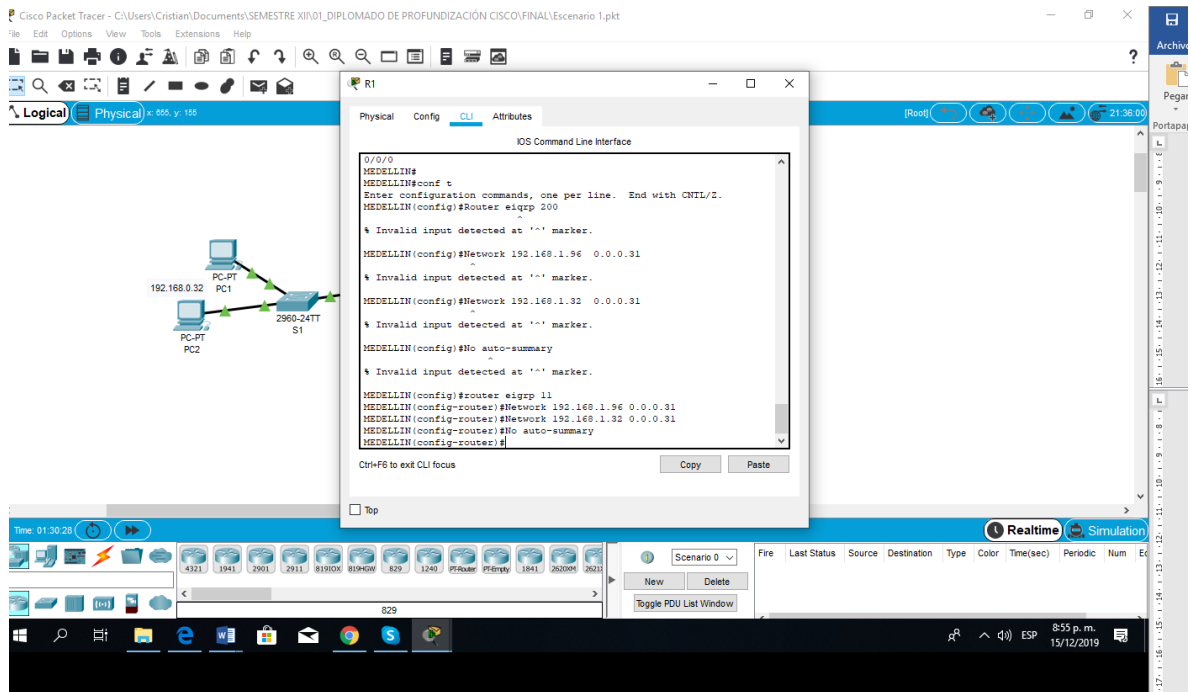 Cisco Packet Tracer - C:\Users\Cristian\Documents\SEMESTRE XII\01_DIPLOMADO DE PROFUNDIZACIÓN CISCO\FINAL\Escenario 1.pkt
File Edit Options View Tools Extensions Help
?
Archivo
Pegar
Portapap
Logical Physical x: 655, y: 155
[Root] 21:36:00
R1
Physical Config CLI Attributes
IOS Command Line Interface
0/0/0
MEDELLIN#
MEDELLIN#conf t
Enter configuration commands, one per line. End with CNTL/Z.
MEDELLIN(config)#Router eiqrp 200
^
% Invalid input detected at '^' marker.
MEDELLIN(config)#Network 192.168.1.96 0.0.0.31
^
% Invalid input detected at '^' marker.
MEDELLIN(config)#Network 192.168.1.32 0.0.0.31
^
% Invalid input detected at '^' marker.
MEDELLIN(config)#No auto-summary
^
% Invalid input detected at '^' marker.
MEDELLIN(config)#router eigrp 11
MEDELLIN(config-router)#Network 192.168.1.96 0.0.0.31
MEDELLIN(config-router)#Network 192.168.1.32 0.0.0.31
MEDELLIN(config-router)#No auto-summary
MEDELLIN(config-router)#
Ctrl+F6 to exit CLI focus
Copy Paste
Top
192.168.0.32
PC-PT
PC1
PC-PT
PC2
2960-24TT
S1
Time: 01:30:28
Realtime Simulation
4321 1941 2901 2911 819IOX 819HGW 829 1240 PT-Router PT-Empty 1841 2620XM 2621
829
Scenario 0
New Delete
Toggle PDU List Window
Fire Last Status Source Destination Type Color Time(sec) Periodic Num
ESP
8:55 p. m.
15/12/2019